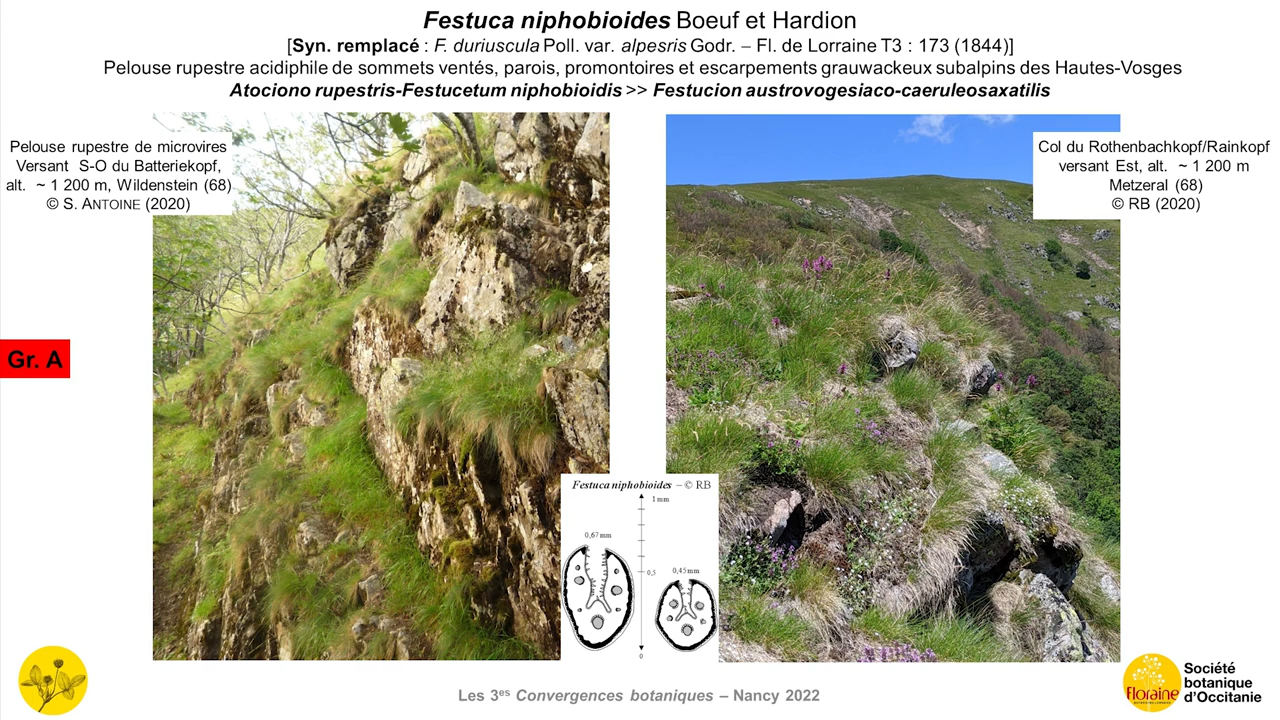 Festuca niphobioides Boeuf et Hardion
[Syn. remplacé : F. duriuscula Poll. var. alpesris Godr. – Fl. de Lorraine T3 : 173 (1844)]
Pelouse rupestre acidiphile de sommets ventés, parois, promontoires et escarpements grauwackeux subalpins des Hautes-Vosges
Atociono rupestris-Festucetum niphobioidis >> Festucion austrovogesiaco-caeruleosaxatilis
Pelouse rupestre de microvires
Versant S-O du Batteriekopf,
alt. ~ 1 200 m, Wildenstein (68)
© S. ANTOINE (2020)
Col du Rothenbachkopf/Rainkopf
versant Est, alt. ~ 1 200 m
Metzeral (68)
© RB (2020)
Gr. A
Festuca niphobioides – © RB
1 mm
0,67 mm
0,5
0,45 mm
0
Les 3es Convergences botaniques – Nancy 2022
Floraine
Société
botanique
d'Occitanie